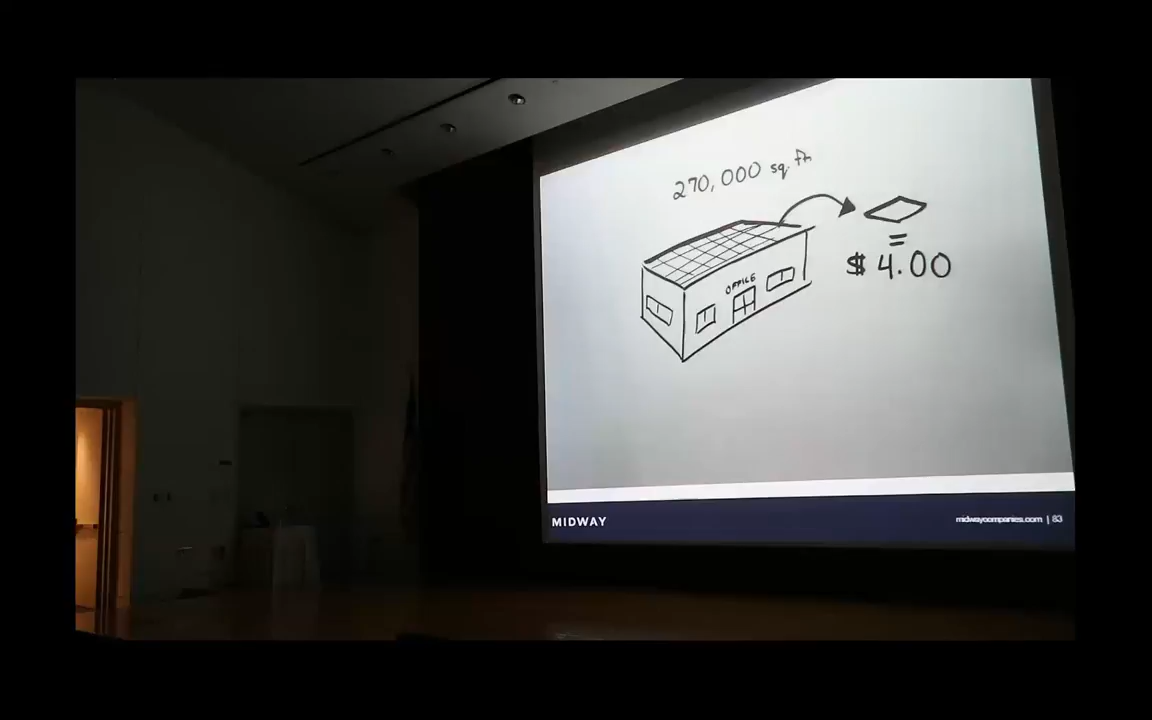 270,000 sq. ft.
OFFICE
=
$4.00
MIDWAY
midwaycompanies.com | 83